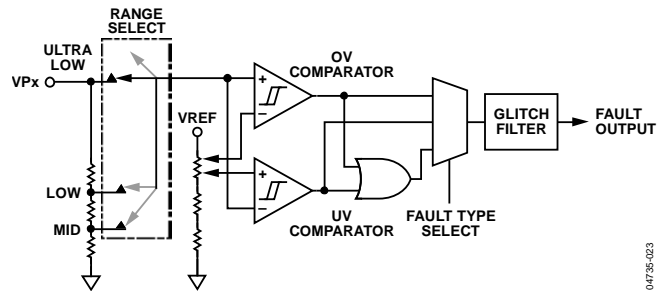 RANGE
SELECT
ULTRA
LOW
VPx
LOW
MID
VREF
OV
COMPARATOR
+
–
+
–
UV
COMPARATOR
FAULT TYPE
SELECT
GLITCH
FILTER
FAULT
OUTPUT
04735-023